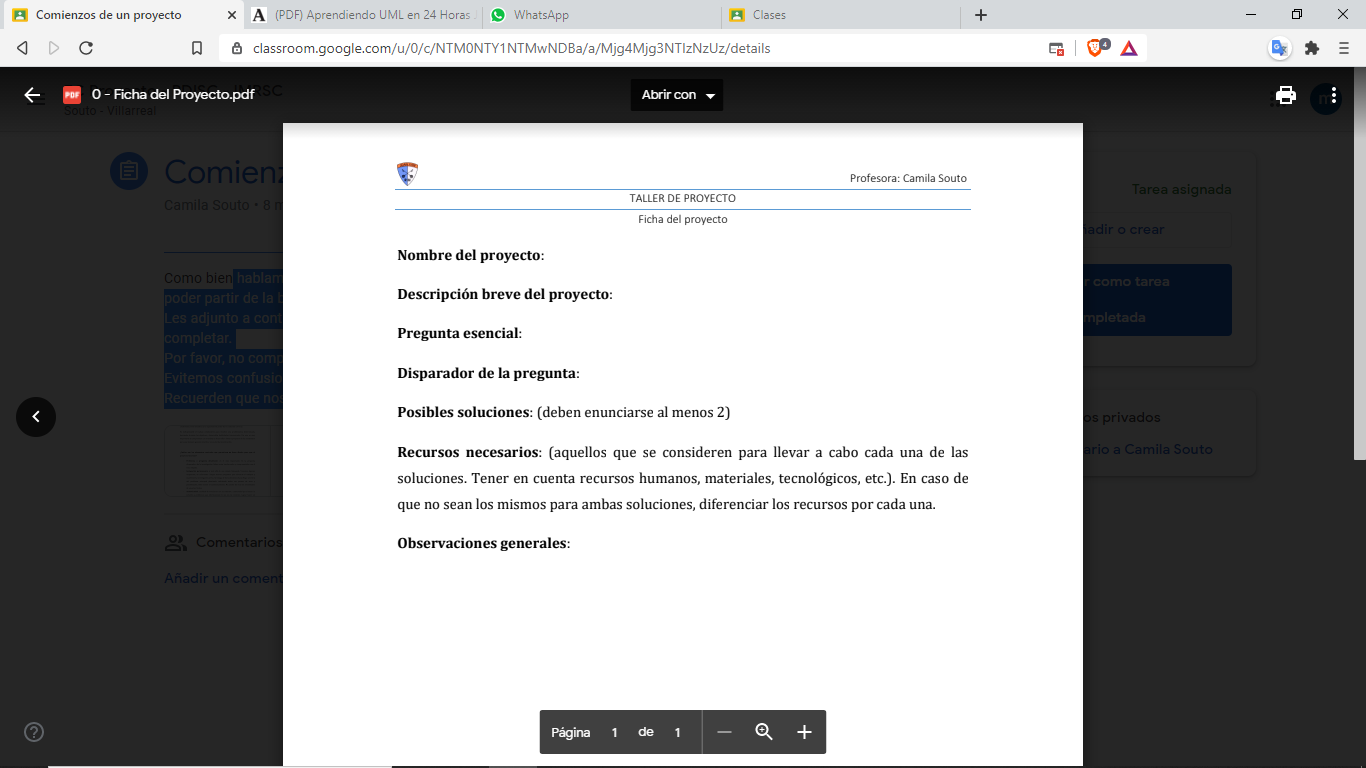 Comienzos de un proyecto
(PDF) Aprendiendo UML en 24 Horas
WhatsApp
Clases
classroom.google.com/u/0/c/NTM0NTY1NTMwNDBa/a/Mjg4Mjg3NTIzNzUz/details
4
PDF
0 - Ficha del Proyecto.pdf
RSC
Abrir con
Souto - Villarreal
Comienz
Camila Souto • 8 m
Tarea asignada
adir o crear
r como tarea
mpletada
Como bien hablam
poder partir de la b
Les adjunto a cont
completar.
Por favor, no comp
Evitemos confusio
Recuerden que nos
os privados
ario a Camila Souto
Comentarios
Añadir un coment
Profesora: Camila Souto
TALLER DE PROYECTO
Ficha del proyecto
Nombre del proyecto:
Descripción breve del proyecto:
Pregunta esencial:
Disparador de la pregunta:
Posibles soluciones: (deben enunciarse al menos 2)
Recursos necesarios: (aquellos que se consideren para llevar a cabo cada una de las
soluciones. Tener en cuenta recursos humanos, materiales, tecnológicos, etc.). En caso de
que no sean los mismos para ambas soluciones, diferenciar los recursos por cada una.
Observaciones generales:
Página 1 de 1